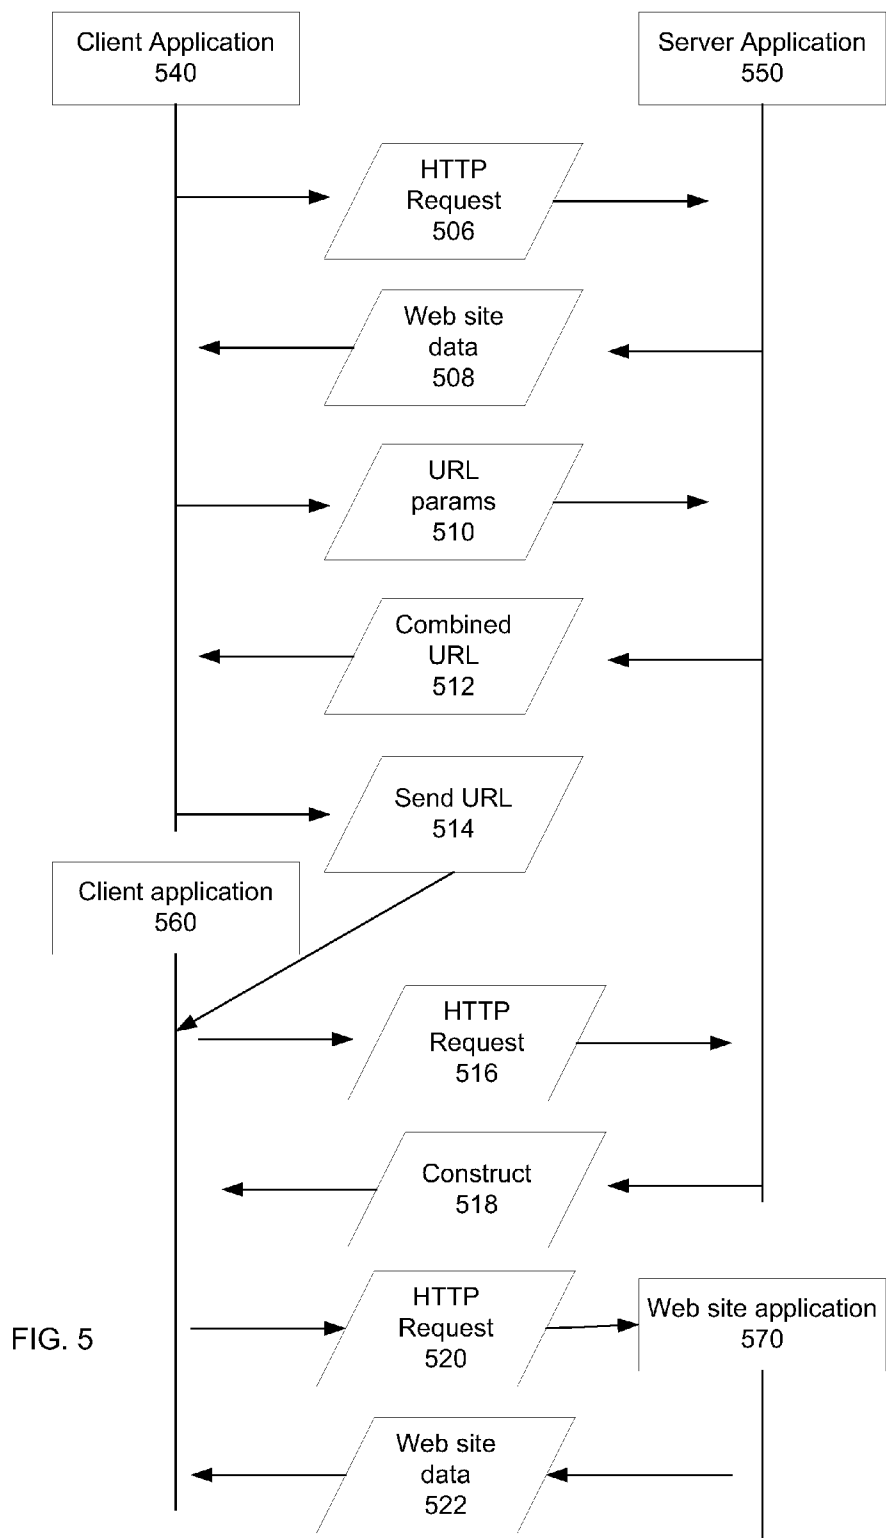 Client Application
540
Server Application
550
HTTP
Request
506
Web site
data
508
URL
params
510
Combined
URL
512
Send URL
514
Client application
560
HTTP
Request
516
Construct
518
HTTP
Request
520
Web site application
570
FIG. 5
Web site
data
522